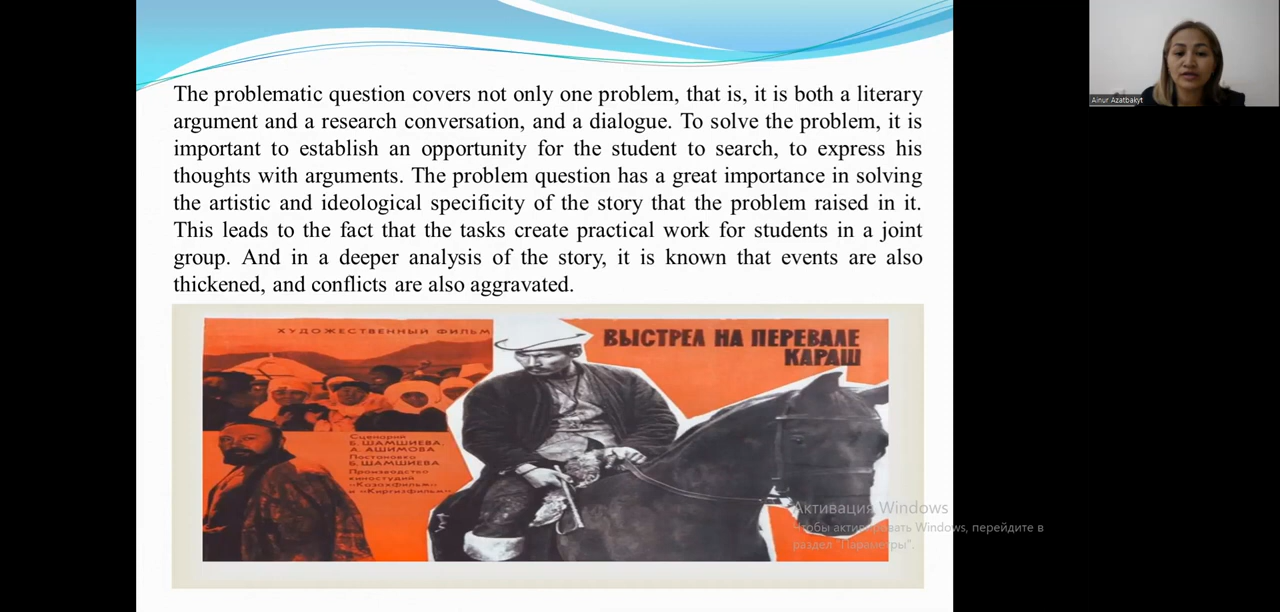 The problematic question covers not only one problem, that is, it is both a literary
argument and a research conversation, and a dialogue. To solve the problem, it is
important to establish an opportunity for the student to search, to express his
thoughts with arguments. The problem question has a great importance in solving
the artistic and ideological specificity of the story that the problem raised in it.
This leads to the fact that the tasks create practical work for students in a joint
group. And in a deeper analysis of the story, it is known that events are also
thickened, and conflicts are also aggravated.
ХУДОЖЕСТВЕННЫЙ ФИЛЬМ
ВЫСТРЕЛ НА ПЕРЕВАЛЕ
КАРАШ
Сценарий
Б. ШАМШИЕВА,
А. АШИМОВА
Постановка
Б. ШАМШИЕВА
Производство
киностудий
«Казахфильм»
и «Киргизфильм»
Активация Windows
Чтобы активировать Windows, перейдите в
раздел "Параметры".
Ainur Azatbakyt